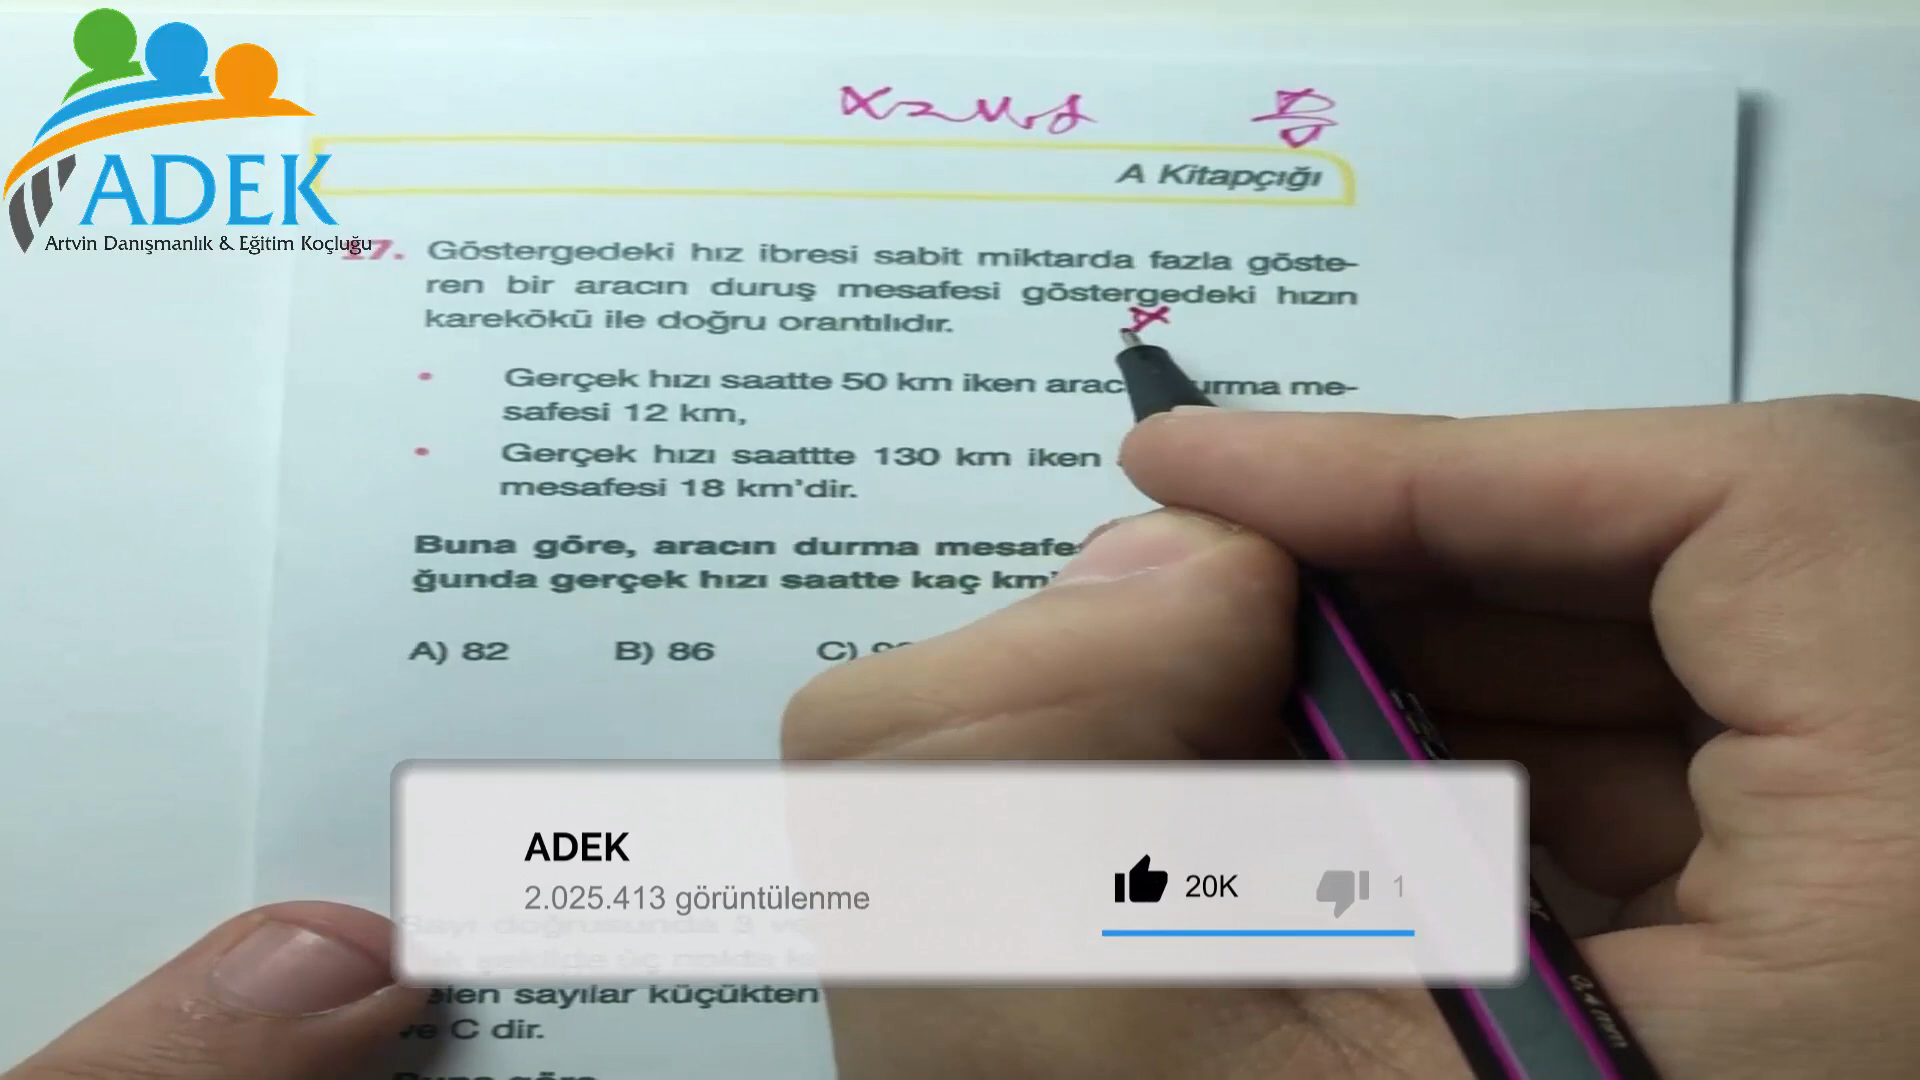 ADEK
Artvin Danışmanlık & Eğitim Koçluğu
A Kitapçığı
17. Göstergedeki hız ibresi sabit miktarda fazla göste-
ren bir aracın duruş mesafesi göstergedeki hızın
karekökü ile doğru orantılıdır.
x
• Gerçek hızı saatte 50 km iken durma me-
safesi 12 km,
• Gerçek hızı saattte 130 km iken
mesafesi 18 km'dir.
Buna göre, aracın durma
ğunda gerçek hızı saatte kaç
A) 82 B) 86 C)
ADEK
2.025.413 görüntülenme
20K 1
sayılar küçükten
ve C dir.